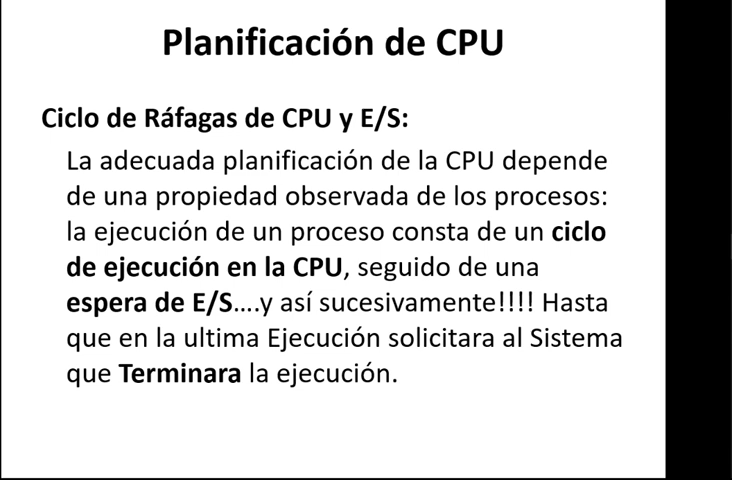 Planificación de CPU
Ciclo de Ráfagas de CPU y E/S:
La adecuada planificación de la CPU depende
de una propiedad observada de los procesos:
la ejecución de un proceso consta de un ciclo
de ejecución en la CPU, seguido de una
espera de E/S....y así sucesivamente!!!! Hasta
que en la ultima Ejecución solicitara al Sistema
que Terminara la ejecución.